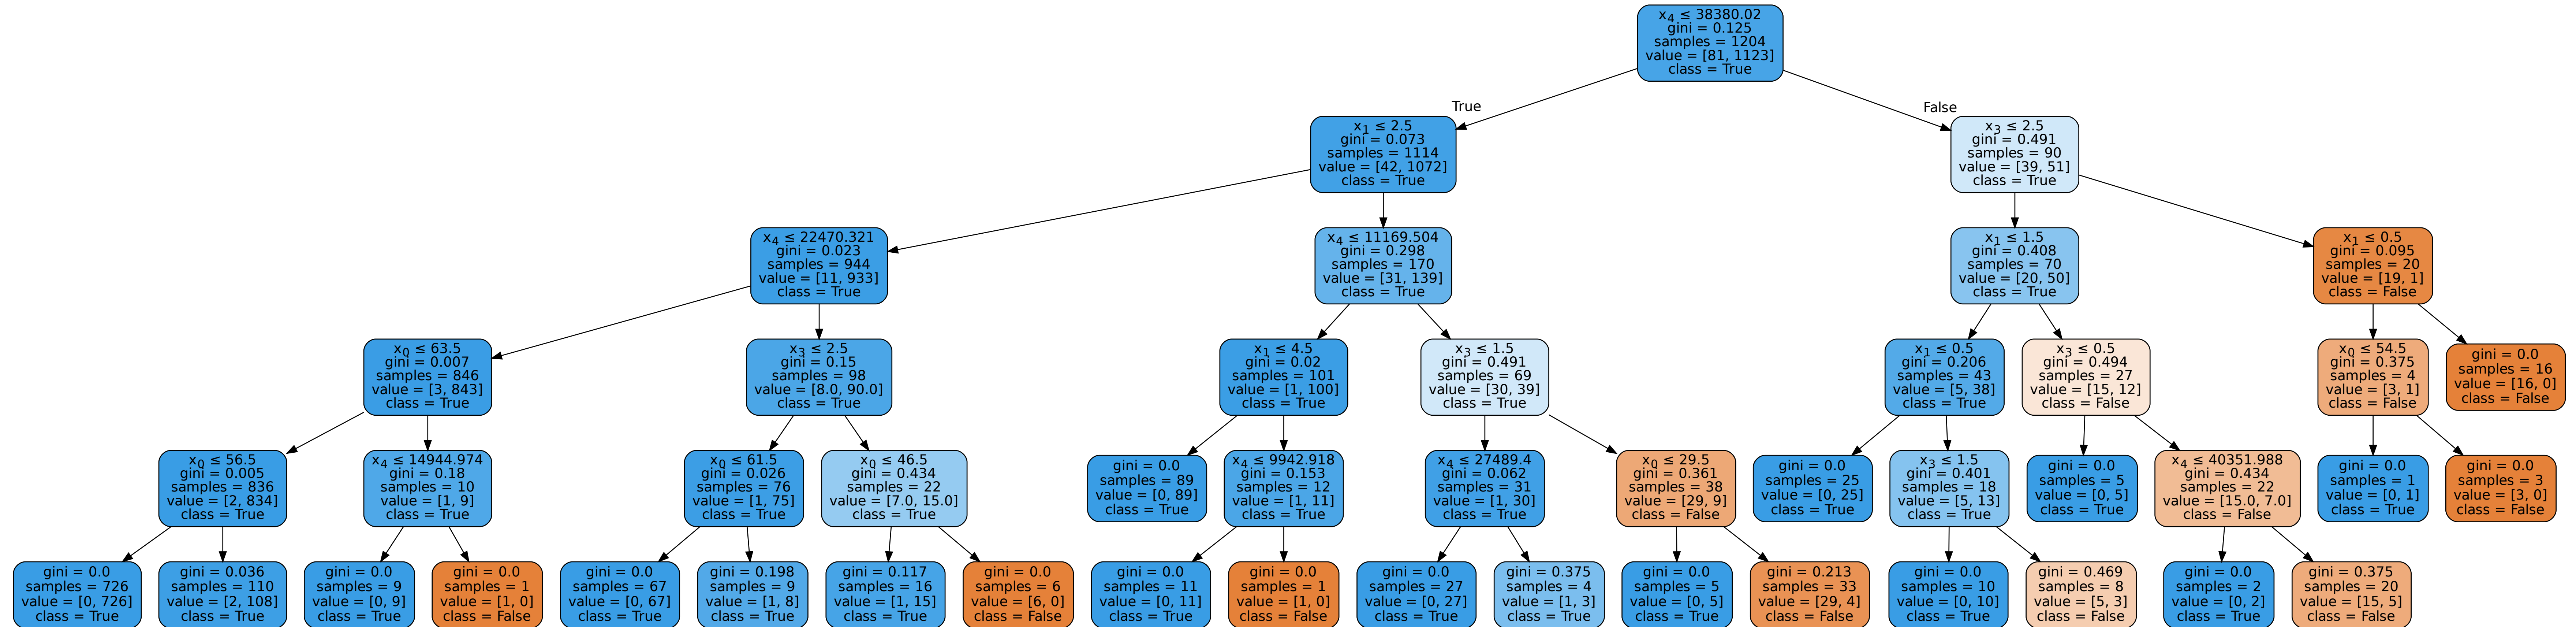 x4 ≤ 38380.02
gini = 0.125
samples = 1204
value = [81, 1123]
class = True
True
False
x1 ≤ 2.5
gini = 0.073
samples = 1114
value = [42, 1072]
class = True
x3 ≤ 2.5
gini = 0.491
samples = 90
value = [39, 51]
class = True
x4 ≤ 22470.321
gini = 0.023
samples = 944
value = [11, 933]
class = True
x4 ≤ 11169.504
gini = 0.298
samples = 170
value = [31, 139]
class = True
x1 ≤ 1.5
gini = 0.408
samples = 70
value = [20, 50]
class = True
x1 ≤ 0.5
gini = 0.095
samples = 20
value = [19, 1]
class = False
x0 ≤ 63.5
gini = 0.007
samples = 846
value = [3, 843]
class = True
x3 ≤ 2.5
gini = 0.15
samples = 98
value = [8.0, 90.0]
class = True
x1 ≤ 4.5
gini = 0.02
samples = 101
value = [1, 100]
class = True
x3 ≤ 1.5
gini = 0.491
samples = 69
value = [30, 39]
class = True
x1 ≤ 0.5
gini = 0.206
samples = 43
value = [5, 38]
class = True
x3 ≤ 0.5
gini = 0.494
samples = 27
value = [15, 12]
class = False
x0 ≤ 54.5
gini = 0.375
samples = 4
value = [3, 1]
class = False
gini = 0.0
samples = 16
value = [16, 0]
class = False
x0 ≤ 56.5
gini = 0.005
samples = 836
value = [2, 834]
class = True
x4 ≤ 14944.974
gini = 0.18
samples = 10
value = [1, 9]
class = True
x0 ≤ 61.5
gini = 0.026
samples = 76
value = [1, 75]
class = True
x0 ≤ 46.5
gini = 0.434
samples = 22
value = [7.0, 15.0]
class = True
gini = 0.0
samples = 89
value = [0, 89]
class = True
x4 ≤ 9942.918
gini = 0.153
samples = 12
value = [1, 11]
class = True
x4 ≤ 27489.4
gini = 0.062
samples = 31
value = [1, 30]
class = True
x0 ≤ 29.5
gini = 0.361
samples = 38
value = [29, 9]
class = False
gini = 0.0
samples = 25
value = [0, 25]
class = True
x3 ≤ 1.5
gini = 0.401
samples = 18
value = [5, 13]
class = True
gini = 0.0
samples = 5
value = [0, 5]
class = True
x4 ≤ 40351.988
gini = 0.434
samples = 22
value = [15.0, 7.0]
class = False
gini = 0.0
samples = 1
value = [0, 1]
class = True
gini = 0.0
samples = 3
value = [3, 0]
class = False
gini = 0.0
samples = 726
value = [0, 726]
class = True
gini = 0.036
samples = 110
value = [2, 108]
class = True
gini = 0.0
samples = 9
value = [0, 9]
class = True
gini = 0.0
samples = 1
value = [1, 0]
class = False
gini = 0.0
samples = 67
value = [0, 67]
class = True
gini = 0.198
samples = 9
value = [1, 8]
class = True
gini = 0.117
samples = 16
value = [1, 15]
class = True
gini = 0.0
samples = 6
value = [6, 0]
class = False
gini = 0.0
samples = 11
value = [0, 11]
class = True
gini = 0.0
samples = 1
value = [1, 0]
class = False
gini = 0.0
samples = 27
value = [0, 27]
class = True
gini = 0.375
samples = 4
value = [1, 3]
class = True
gini = 0.0
samples = 5
value = [0, 5]
class = True
gini = 0.213
samples = 33
value = [29, 4]
class = False
gini = 0.0
samples = 10
value = [0, 10]
class = True
gini = 0.469
samples = 8
value = [5, 3]
class = False
gini = 0.0
samples = 2
value = [0, 2]
class = True
gini = 0.375
samples = 20
value = [15, 5]
class = False